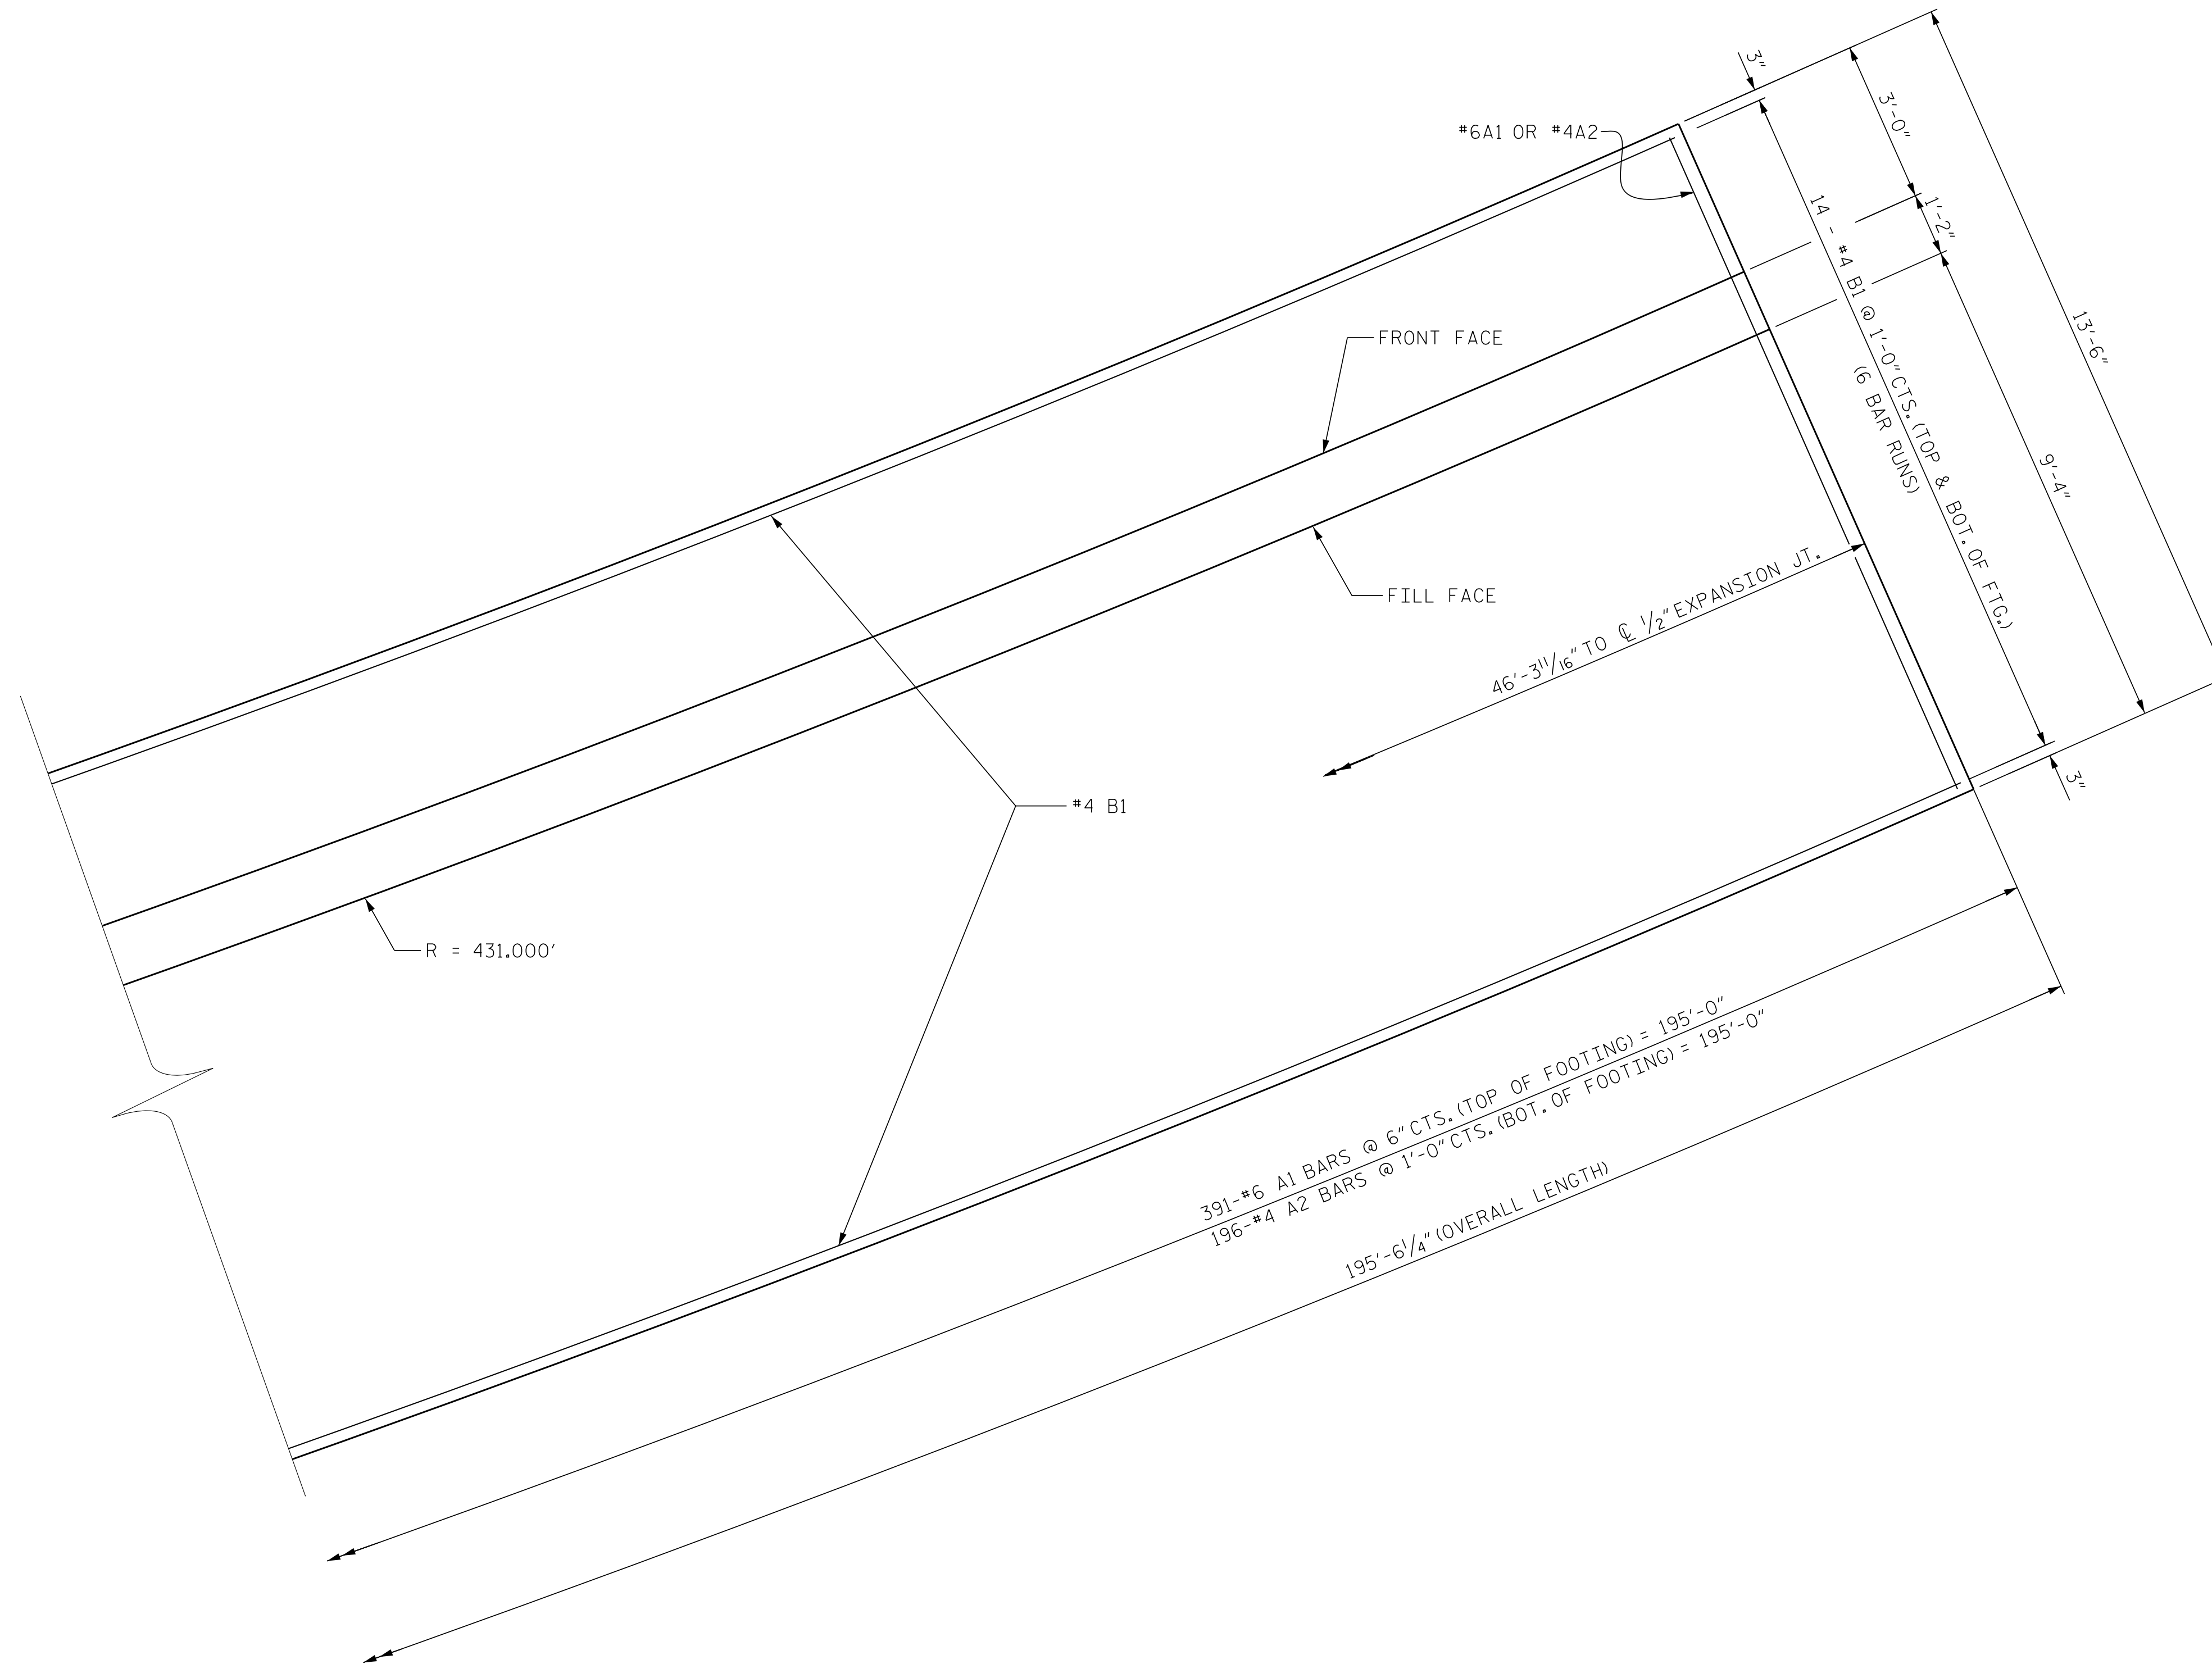 3"
3'-0"
#6A1 OR #4A2
1'-2"
14 - #4 B1 @ 1'-0" CTS. (TOP & BOT. OF FTG.)
(6 BAR RUNS)
13'-6"
FRONT FACE
9'-4"
46'-3 11/16" TO ℄ 1/2" EXPANSION JT.
FILL FACE
3"
#4 B1
R = 431.000'
391-#6 A1 BARS @ 6" CTS. (TOP OF FOOTING) = 195'-0"
196-#4 A2 BARS @ 1'-0" CTS. (BOT. OF FOOTING) = 195'-0"
195'-6 1/4" (OVERALL LENGTH)